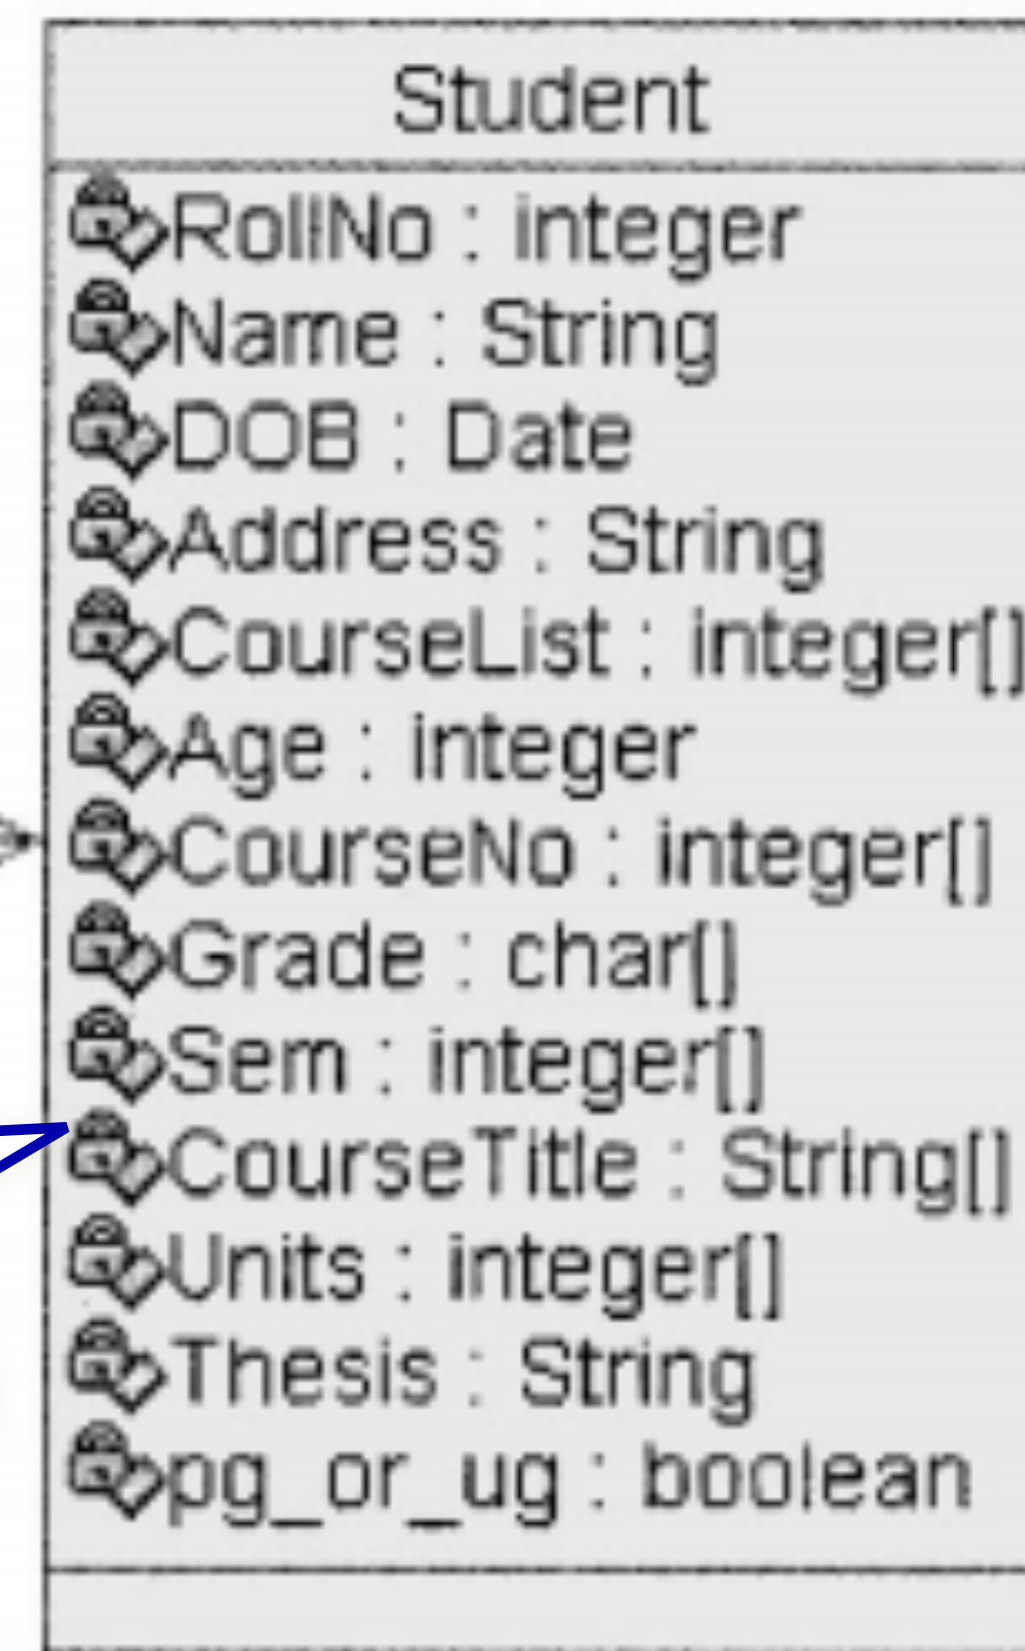 Student
RollNo : integer
Name : String
DOB : Date
Address : String
CourseList : integer[]
Age : integer
CourseNo : integer[]
Grade : char[]
Sem : integer[]
CourseTitle : String[]
Units : integer[]
Thesis : String
pg_or_ug : boolean